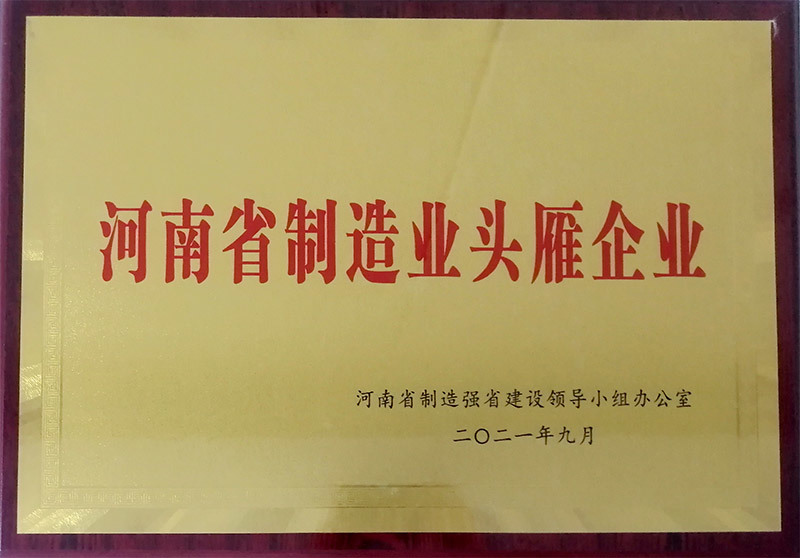 河南省制造业头雁企业
河南省制造强省建设领导小组办公室
二〇二一年九月